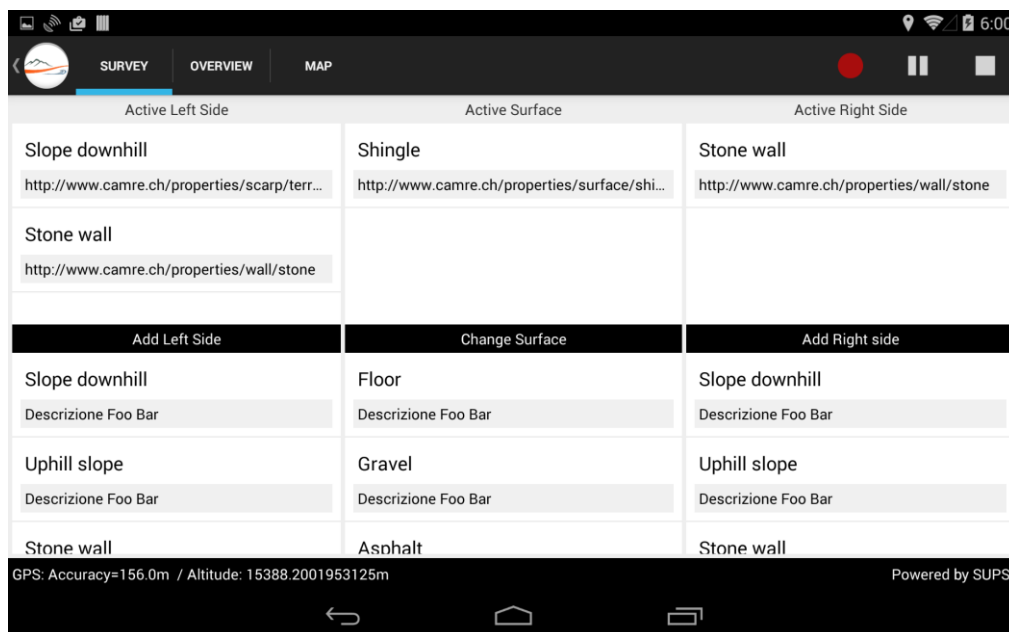 6:00
SURVEY OVERVIEW MAP
Active Left Side Active Surface Active Right Side
Slope downhill Shingle Stone wall
http://www.camre.ch/properties/scarp/terr... http://www.camre.ch/properties/surface/shi... http://www.camre.ch/properties/wall/stone
Stone wall
http://www.camre.ch/properties/wall/stone
Add Left Side Change Surface Add Right side
Slope downhill Floor Slope downhill
Descrizione Foo Bar Descrizione Foo Bar Descrizione Foo Bar
Uphill slope Gravel Uphill slope
Descrizione Foo Bar Descrizione Foo Bar Descrizione Foo Bar
Stone wall Asphalt Stone wall
GPS: Accuracy=156.0m / Altitude: 15388.2001953125m Powered by SUPS